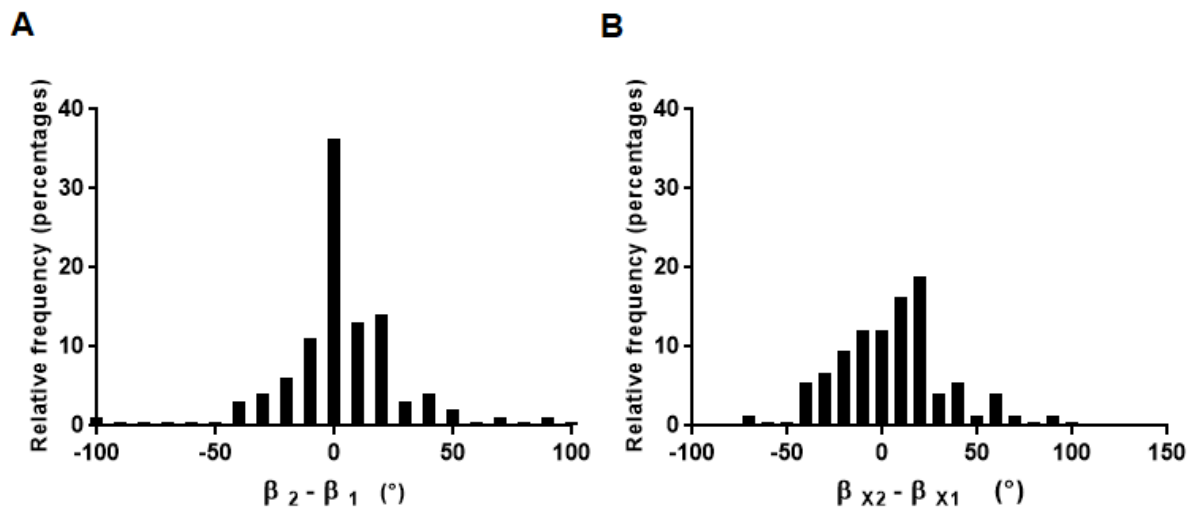 A
Relative frequency (percentages)
40
30
20
10
0
-100 -50 0 50 100
β 2 - β 1 (°)
B
Relative frequency (percentages)
40
30
20
10
0
-100 -50 0 50 100 150
β X2 - β X1 (°)